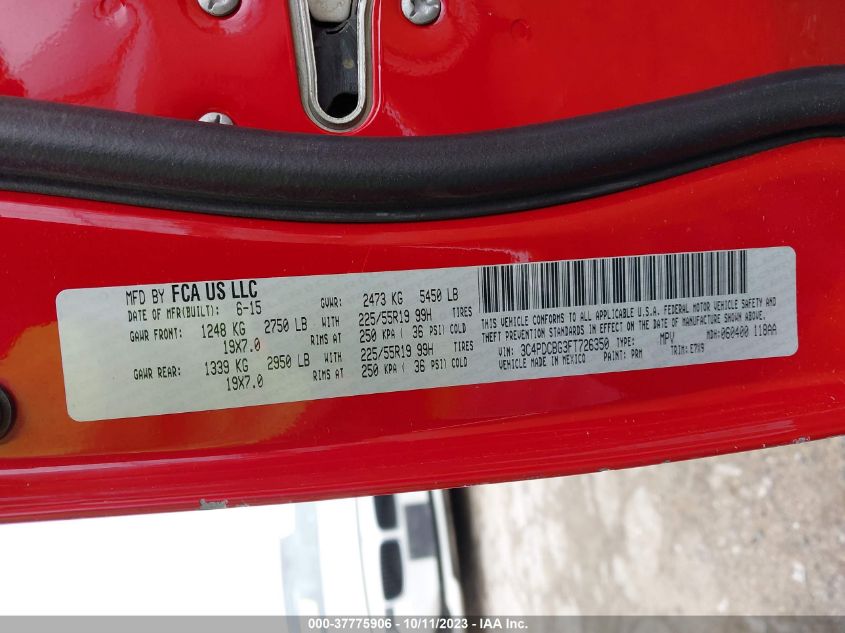 MFD BY FCA US LLC
DATE OF MFR(BUILT): 6-15 GVWR: 2473 KG 5450 LB
GAWR FRONT: 1248 KG 2750 LB WITH 225/55R19 99H TIRES
19X7.0 RIMS AT 250 KPA ( 36 PSI) COLD
GAWR REAR: 1339 KG 2950 LB WITH 225/55R19 99H TIRES
19X7.0 RIMS AT 250 KPA ( 36 PSI) COLD
THIS VEHICLE CONFORMS TO ALL APPLICABLE U.S.A. FEDERAL MOTOR VEHICLE SAFETY AND
THEFT PREVENTION STANDARDS IN EFFECT ON THE DATE OF MANUFACTURE SHOWN ABOVE.
VIN: 3C4PDCBG3FT726350 TYPE: MPV MDH: 060400 118AA
VEHICLE MADE IN MEXICO PAINT: PRM TRIM: E7X9
000-37775906 - 10/11/2023 - IAA Inc.